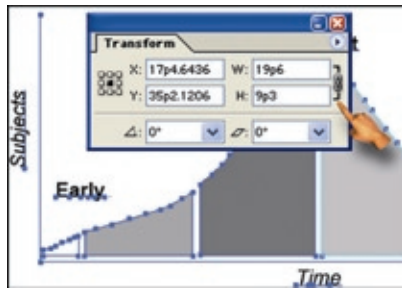 Transform
X: 17p4.6436 W: 19p6
Y: 35p2.1206 H: 9p3
0° 0°
Subjects
Early
Time